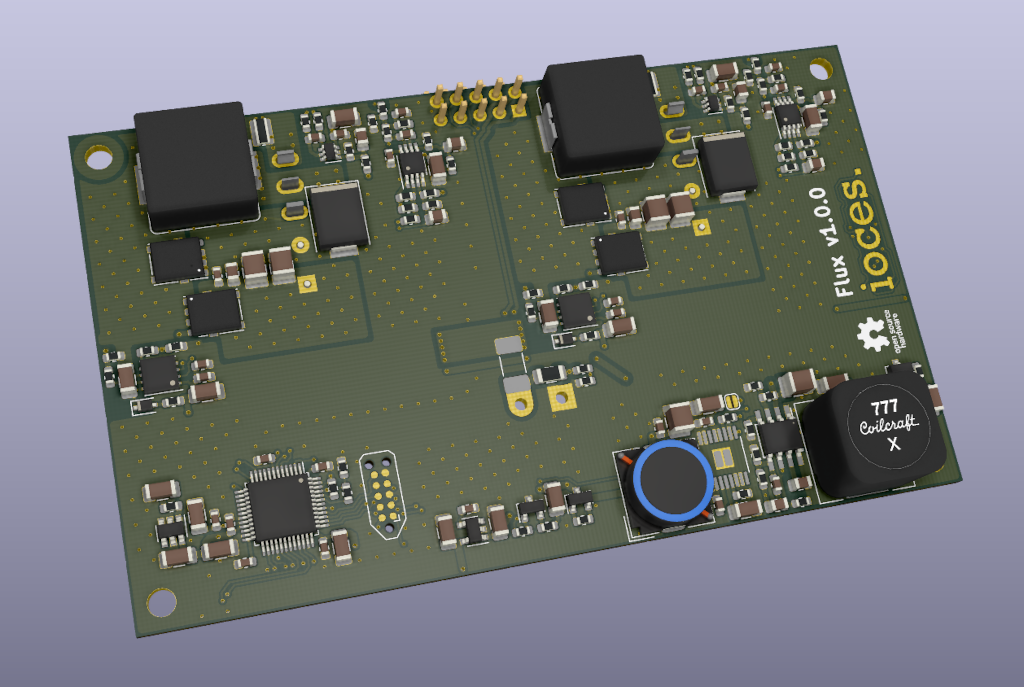 Flux v1.0.0
ioces.
open source
hardware
777
Coilcraft
X